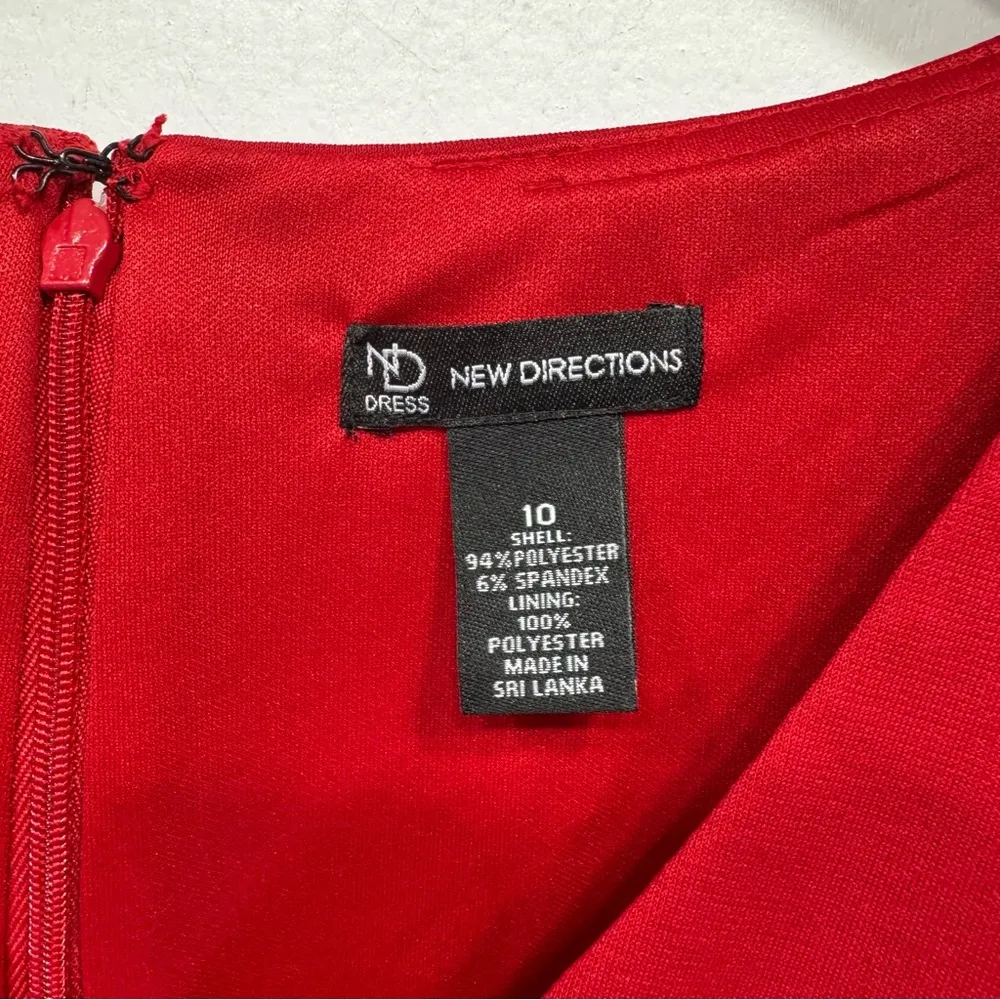 ND
DRESS
NEW DIRECTIONS
10
SHELL:
94%POLYESTER
6% SPANDEX
LINING:
100%
POLYESTER
MADE IN
SRI LANKA